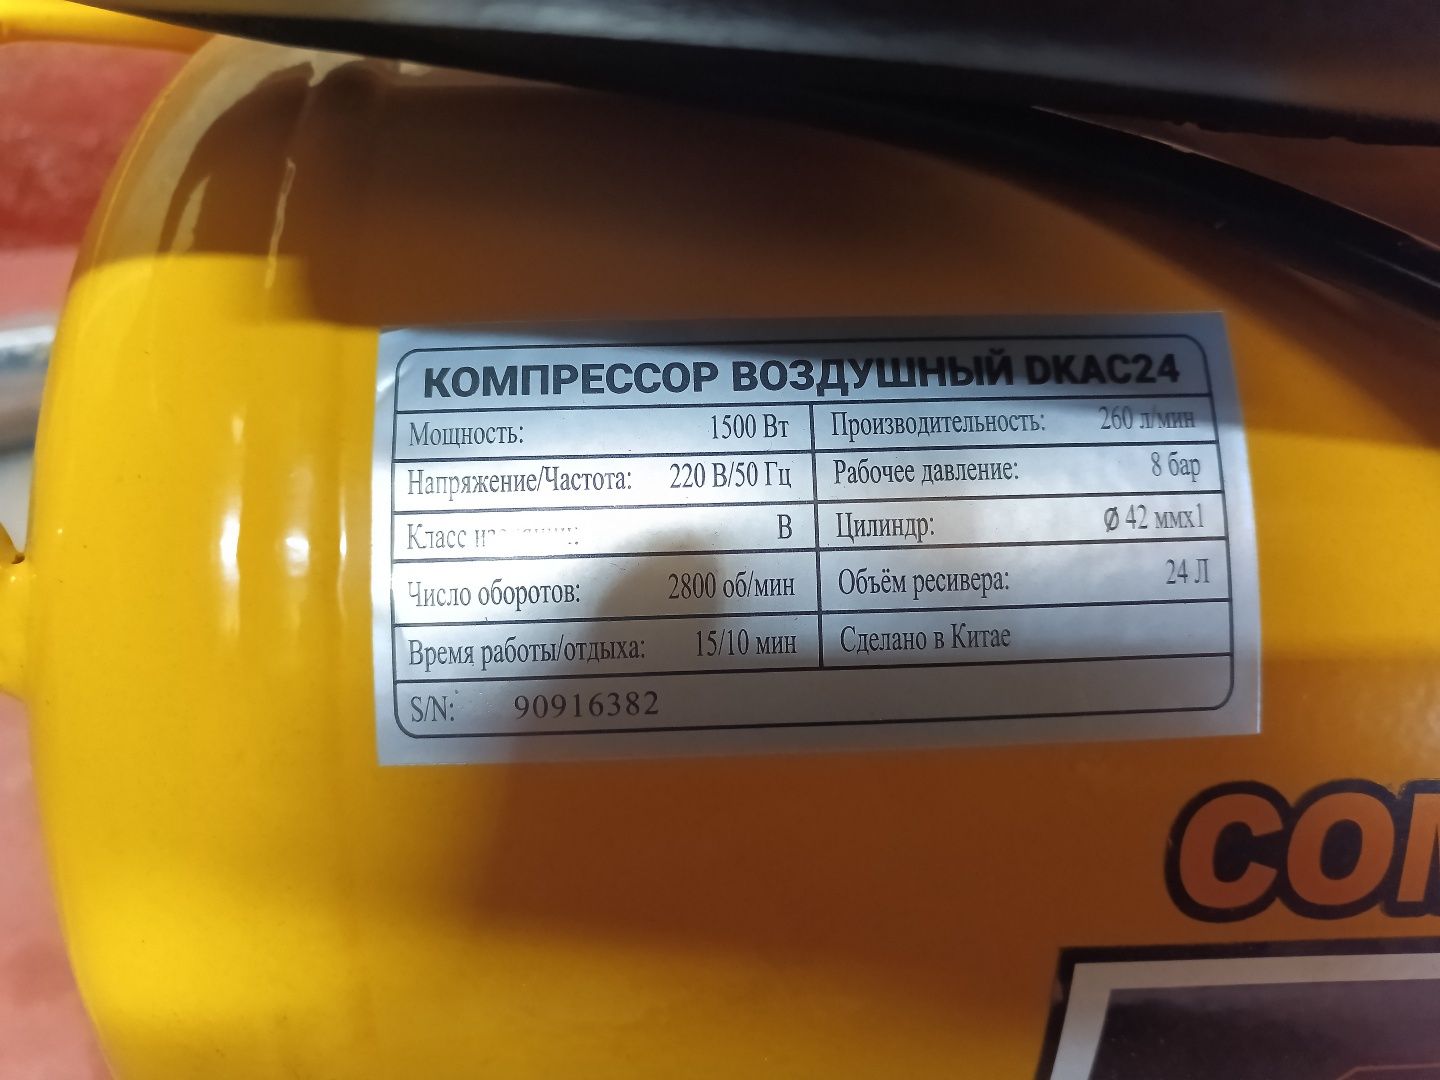 КОМПРЕССОР ВОЗДУШНЫЙ DKAC24
Мощность: 1500 Вт Производительность: 260 л/мин
Напряжение/Частота: 220 В/50 Гц Рабочее давление: 8 бар
Класс В Цилиндр: Ø 42 ммx1
Число оборотов: 2800 об/мин Объём ресивера: 24 Л
Время работы/отдыха: 15/10 мин Сделано в Китае
S/N: 90916382